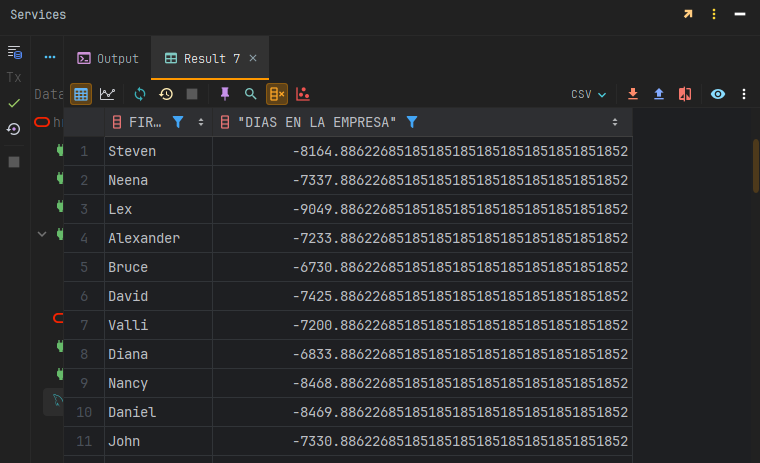 Services
Tx
Data
h
Output
Result 7
CSV
FIR... "DIAS EN LA EMPRESA"
1 Steven -8164.886226851851851851851851851851851852
2 Neena -7337.886226851851851851851851851851851852
3 Lex -9049.886226851851851851851851851851851852
4 Alexander -7233.886226851851851851851851851851851852
5 Bruce -6730.886226851851851851851851851851851852
6 David -7425.886226851851851851851851851851851852
7 Valli -7200.886226851851851851851851851851851852
8 Diana -6833.886226851851851851851851851851851852
9 Nancy -8468.886226851851851851851851851851851852
10 Daniel -8469.886226851851851851851851851851851852
11 John -7330.886226851851851851851851851851851852